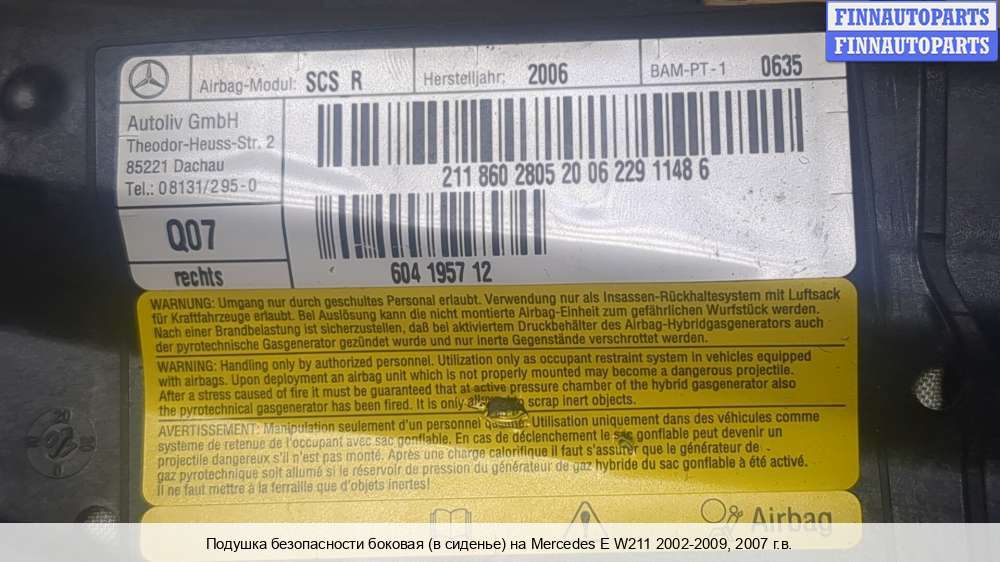 FINNAUTOPARTS
FINNAUTOPARTS
Airbag-Modul: SCS R
Herstelljahr: 2006
BAM-PT-1 0635
Autoliv GmbH
Theodor-Heuss-Str. 2
85221 Dachau
Tel.: 08131/295-0
211 860 2805 20 06 229 1148 6
Q07
rechts
604 1957 12
WARNUNG: Umgang nur durch geschultes Personal erlaubt. Verwendung nur als Insassen-Rückhaltesystem mit Luftsack
für Kraftfahrzeuge erlaubt. Bei Auslösung kann die nicht montierte Airbag-Einheit zum gefährlichen Wurfstück werden.
Nach einer Brandbelastung ist sicherzustellen, daß bei aktiviertem Druckbehälter des Airbag-Hybridgasgenerators auch
der pyrotechnische Gasgenerator gezündet wurde und nur inerte Gegenstände verschrottet werden.
WARNING: Handling only by authorized personnel. Utilization only as occupant restraint system in vehicles equipped
with airbags. Upon deployment an airbag unit which is not properly mounted may become a dangerous projectile.
After a stress caused of fire it must be guaranteed that at active pressure chamber of the hybrid gasgenerator also
the pyrotechnical gasgenerator has been fired. It is only to scrap inert objects.
AVERTISSEMENT: Manipulation seulement d'un personnel Utilisation uniquement dans des véhicules comme
système de retenue de l'occupant avec sac gonflable. En cas de déclenchement le sac gonflable peut devenir un
projectile dangereux s'il n'est pas monté. Après une charge calorifique il faut s'assurer que le générateur de
gaz pyrotechnique soit allumé si le réservoir de pression du générateur de gaz hybride du sac gonflable a été activé.
Il ne faut mettre à la ferraille que d'objets inertes!
Airbag
Подушка безопасности боковая (в сиденье) на Mercedes E W211 2002-2009, 2007 г.в.